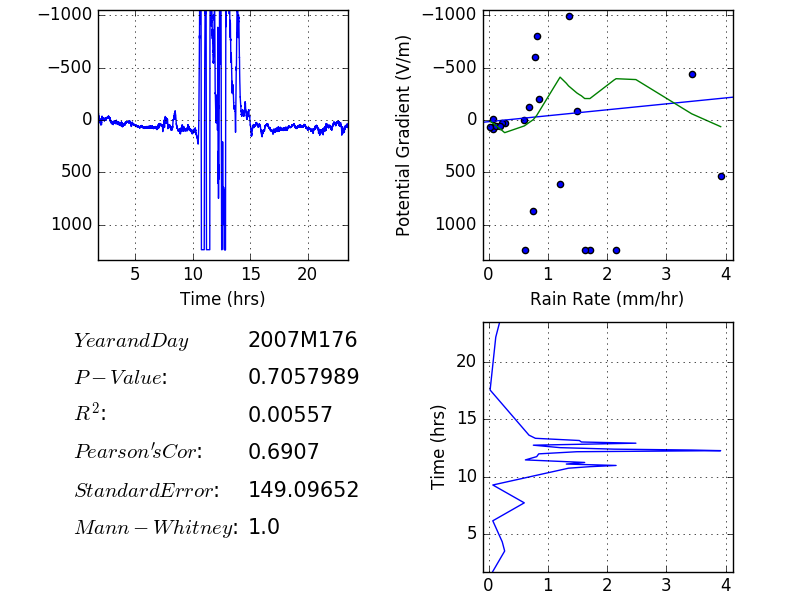 −1000
−500
0
500
1000
5 10 15 20
Time (hrs)
Potential Gradient (V/m)
−1000
−500
0
500
1000
0 1 2 3 4
Rain Rate (mm/hr)
YearandDay 2007M176
P−Value: 0.7057989
R²: 0.00557
Pearson'sCor: 0.6907
StandardError: 149.09652
Mann−Whitney: 1.0
Time (hrs)
20
15
10
5
0 1 2 3 4